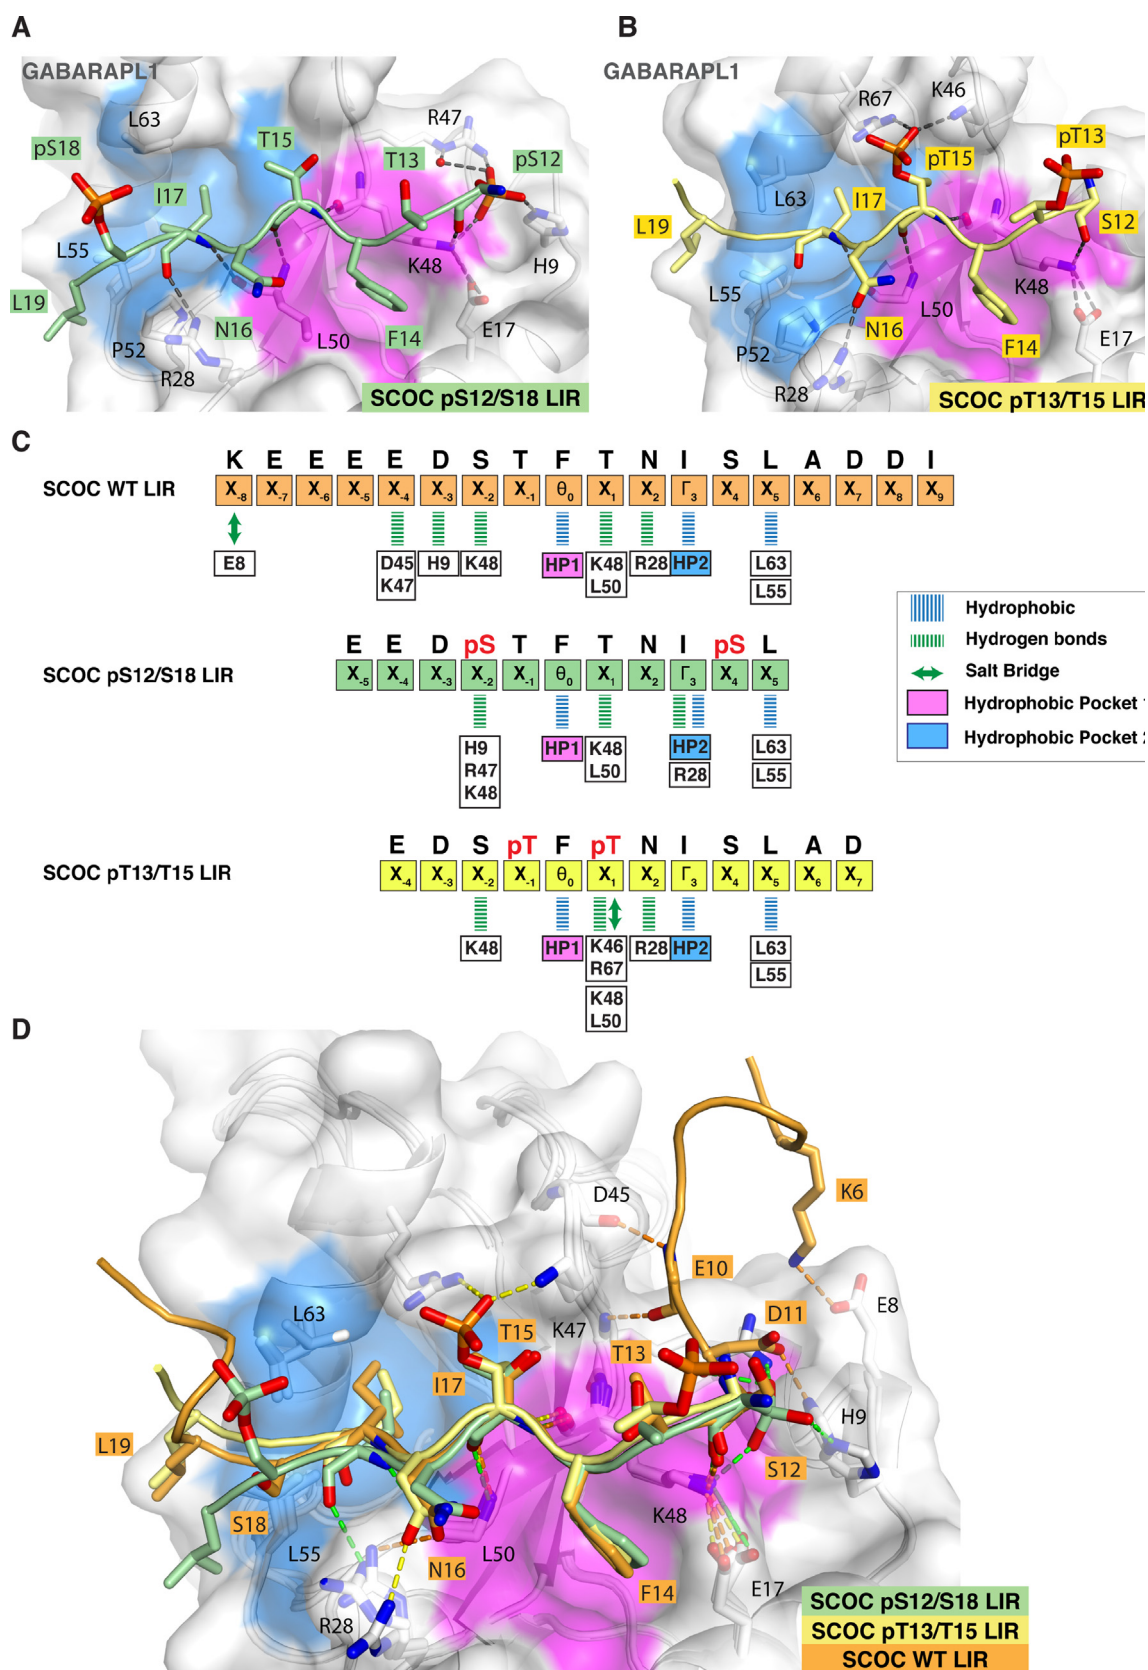 A
GABARAPL1
L63
pS18
T15
R47
T13
pS12
I17
L55
K48
H9
L19
N16
P52
L50
F14
E17
R28
SCOC pS12/S18 LIR
B
GABARAPL1
R67
K46
pT13
pT15
L63
I17
L19
S12
L55
K48
L50
N16
P52
F14
E17
R28
SCOC pT13/T15 LIR
C
K E E E E D S T F T N I S L A D D I
SCOC WT LIR
X-8 X-7 X-6 X-5 X-4 X-3 X-2 X-1 θ0 X1 X2 Γ3 X4 X5 X6 X7 X8 X9
E8 D45 H9 K48 HP1 K48 R28 HP2 L63
K47 L50 L55
Hydrophobic
Hydrogen bonds
Salt Bridge
Hydrophobic Pocket 1
Hydrophobic Pocket 2
E E D pS T F T N I pS L
SCOC pS12/S18 LIR
X-5 X-4 X-3 X-2 X-1 θ0 X1 X2 Γ3 X4 X5
H9 HP1 K48 HP2 L63
R47 L50 R28 L55
K48
E D S pT F pT N I S L A D
SCOC pT13/T15 LIR
X-4 X-3 X-2 X-1 θ0 X1 X2 Γ3 X4 X5 X6 X7
K48 HP1 K46 R28 HP2 L63
R67 L55
K48
L50
D
D45
K6
E10
E8
L63
D11
T15
K47
T13
I17
H9
L19
S12
S18
K48
L55
N16
L50
F14
E17
R28
SCOC pS12/S18 LIR
SCOC pT13/T15 LIR
SCOC WT LIR